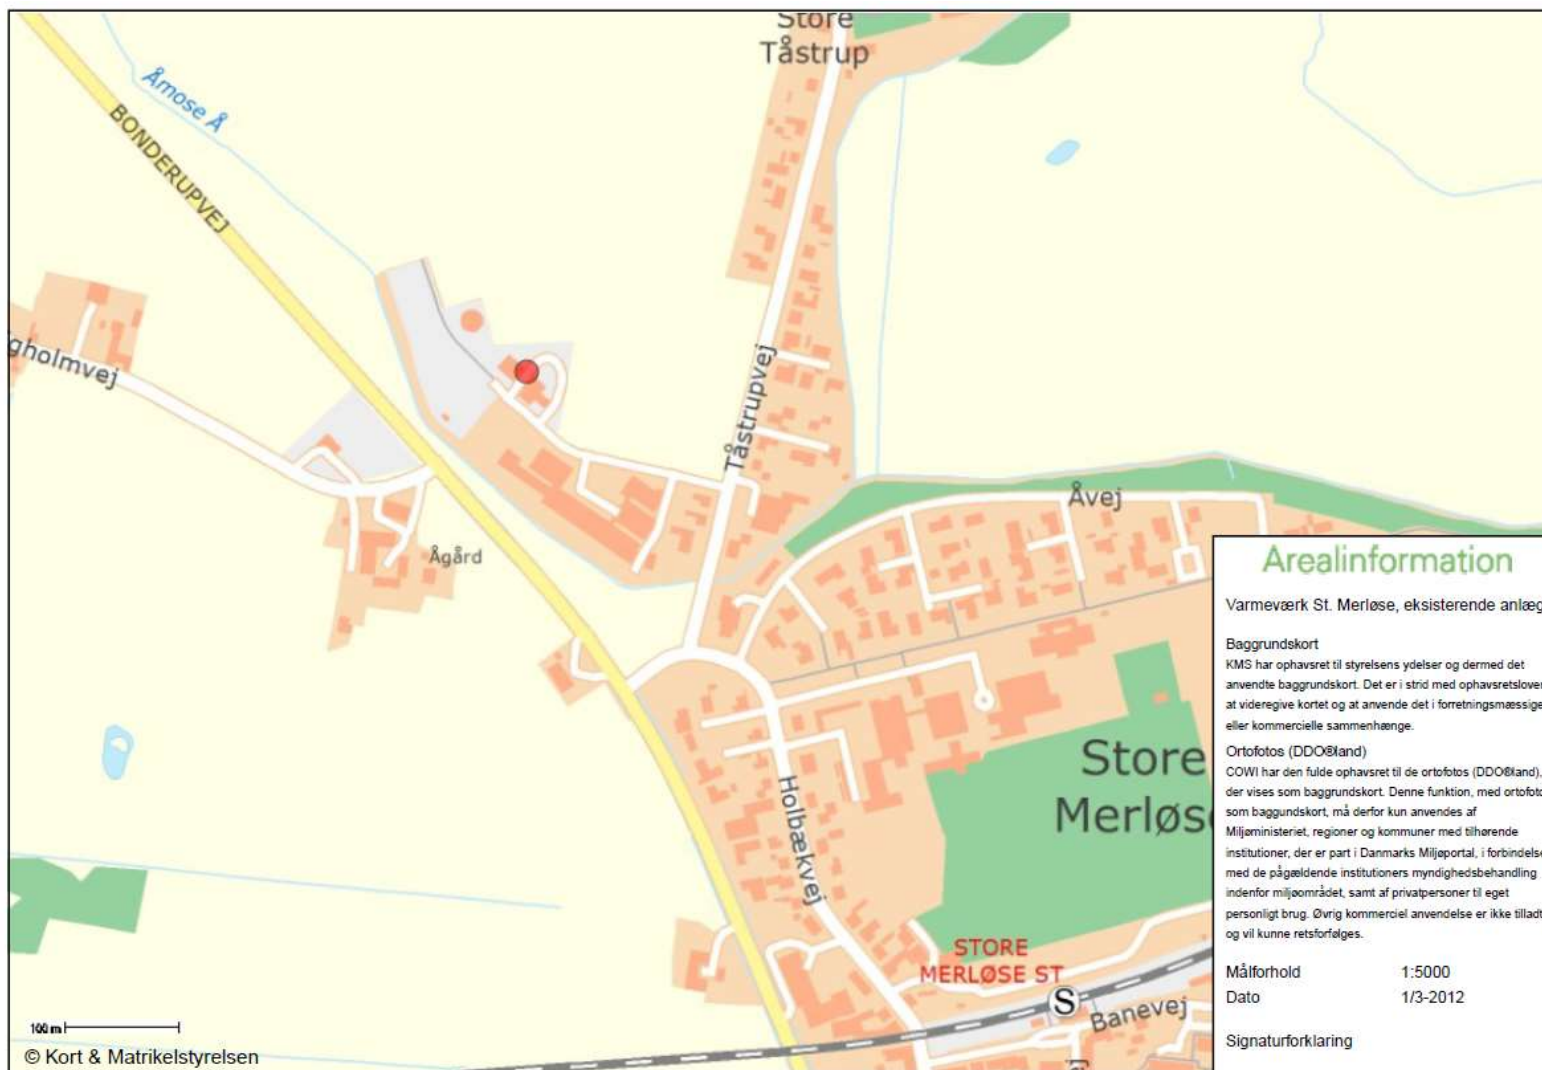 Store
Tåstrup
Åmose Å
BONDERUPVEJ
gholmvej
Tåstrupvej
Åvej
Ågård
Store
Merløse
Holbækvej
STORE
MERLØSE ST
S
Banevej
100 m
© Kort & Matrikelstyrelsen
Arealinformation
Varmeværk St. Merløse, eksisterende anlæg
Baggrundskort
KMS har ophavsret til styrelsens ydelser og dermed det
anvendte baggrundskort. Det er i strid med ophavsretsloven
at videregive kortet og at anvende det i forretningsmæssige
eller kommercielle sammenhænge.
Ortofotos (DDO®land)
COWI har den fulde ophavsret til de ortofotos (DDO®land),
der vises som baggrundskort. Denne funktion, med ortofoto
som baggundskort, må derfor kun anvendes af
Miljøministeriet, regioner og kommuner med tilhørende
institutioner, der er part i Danmarks Miljøportal, i forbindelse
med de pågældende institutioners myndighedsbehandling
indenfor miljøområdet, samt af privatpersoner til eget
personligt brug. Øvrig kommerciel anvendelse er ikke tilladt
og vil kunne retsforfølges.
Målforhold 1:5000
Dato 1/3-2012
Signaturforklaring